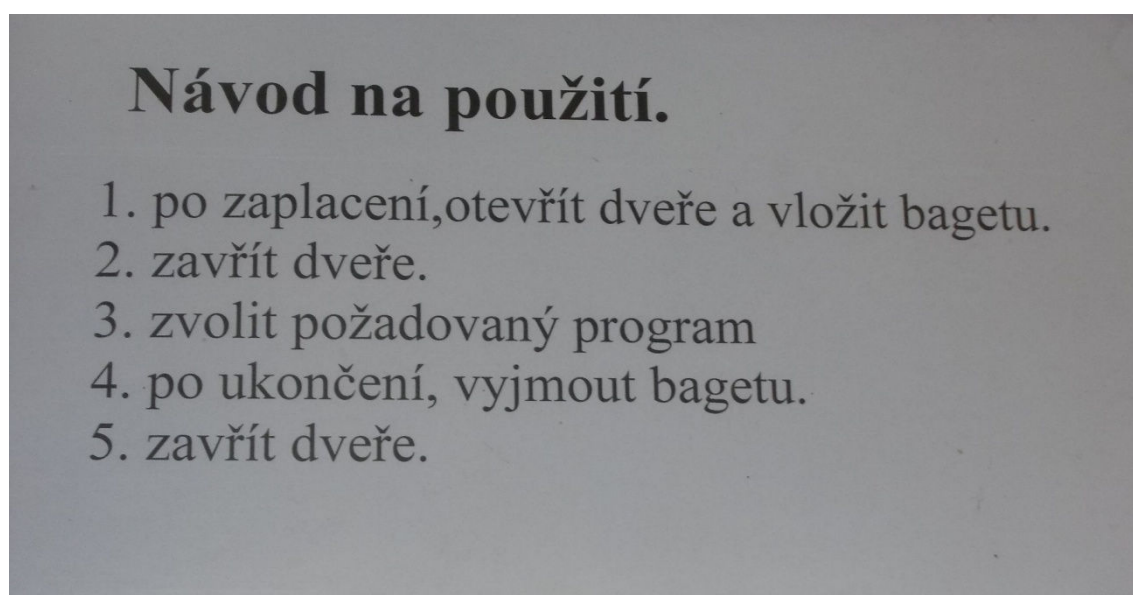 Návod na použití.
1. po zaplacení,otevřít dveře a vložit bagetu.
2. zavřít dveře.
3. zvolit požadovaný program
4. po ukončení, vyjmout bagetu.
5. zavřít dveře.